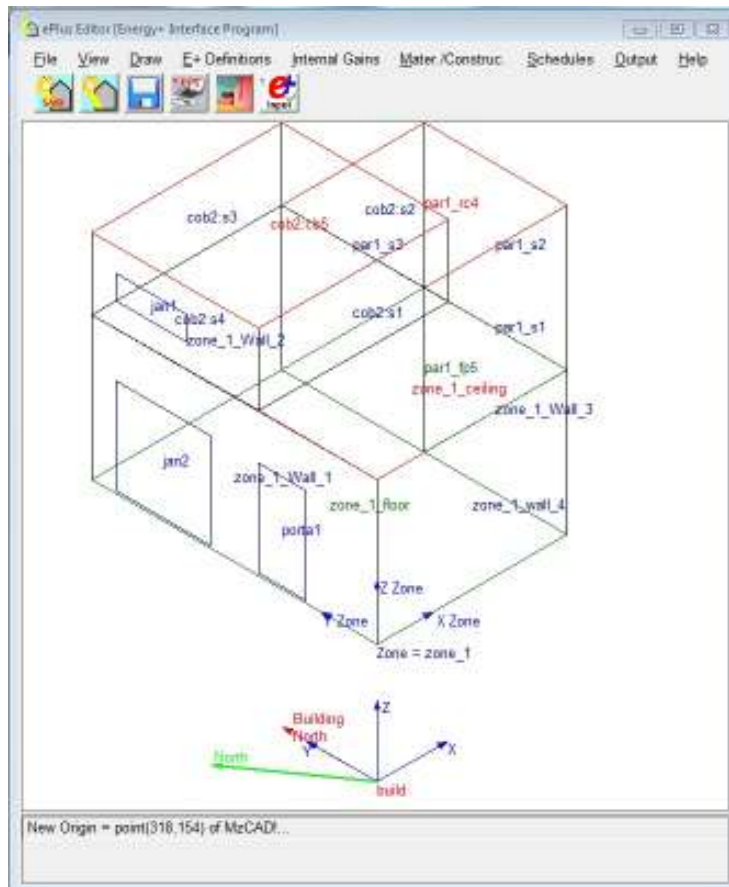 ePlus Editor [Energy+ Interface Program]
File View Draw E+ Definitions Internal Gains Mater./Construc. Schedules Output Help
e+ input
par1_rc4
cob2:s3
cob2:cb5
cob2:s2
par1_s3
par1_s2
jan1
cob2:s4
cob2:s1
zone_1_Wall_2
par1_s1
par1_fp5
zone_1_ceiling
zone_1_Wall_3
jan2
zone_1_Wall_1
zone_1_floor
zone_1_wall_4
porta1
Z Zone
Y Zone
X Zone
Zone = zone_1
Z
Building
North
Y
X
North
build
New Origin = point(318,154) of MzCAD!...